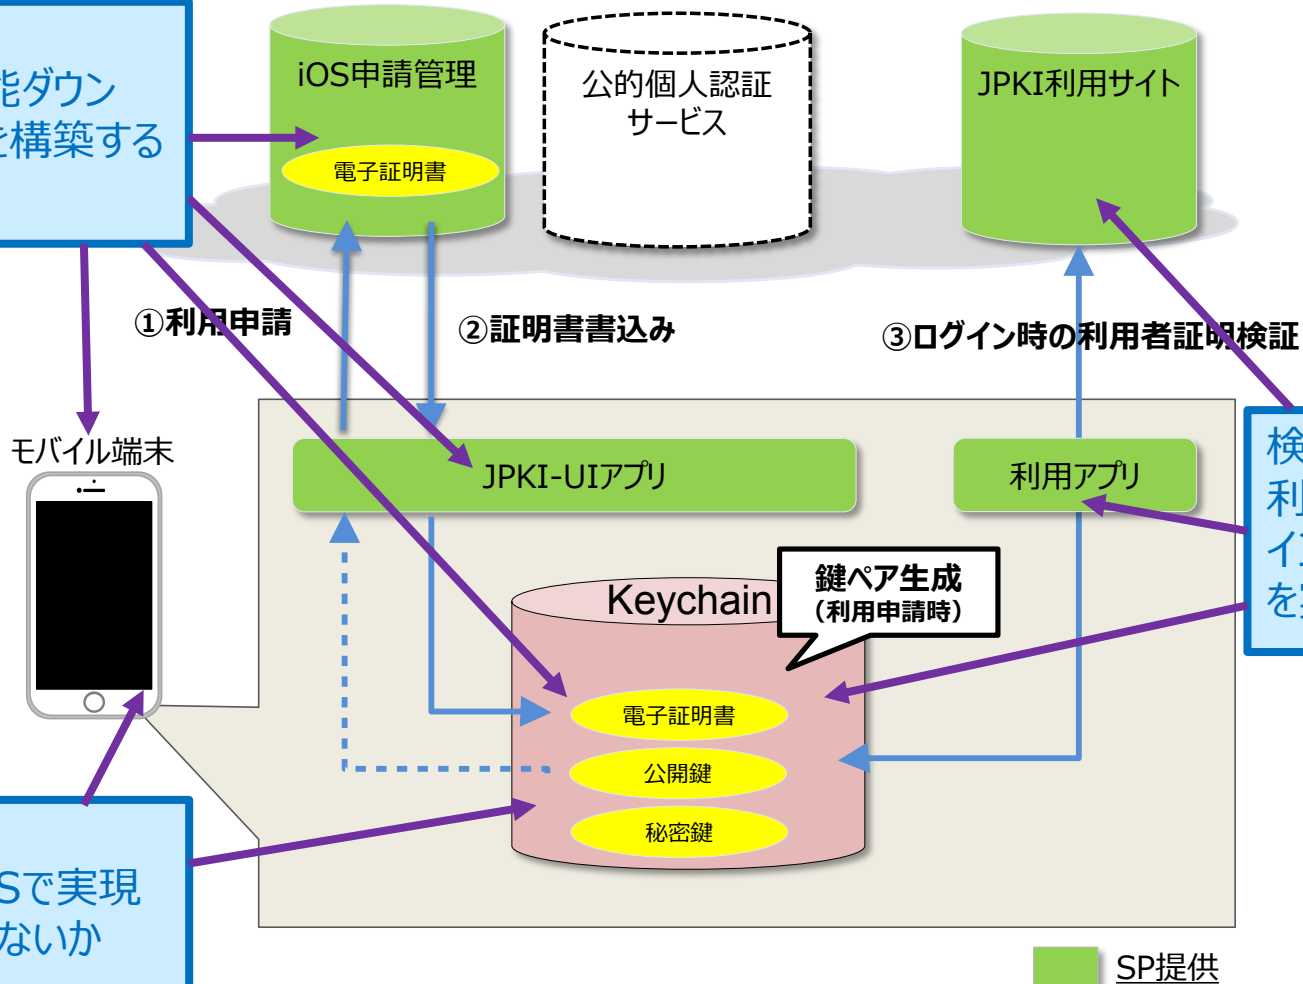 能ダウン
を構築する
iOS申請管理
電子証明書
公的個人認証
サービス
JPKI利用サイト
①利用申請
②証明書書込み
③ログイン時の利用者証明検証
モバイル端末
JPKI-UIアプリ
利用アプリ
検
利
イン
を実
Keychain
鍵ペア生成
（利用申請時）
電子証明書
公開鍵
秘密鍵
Sで実現
ないか
SP提供